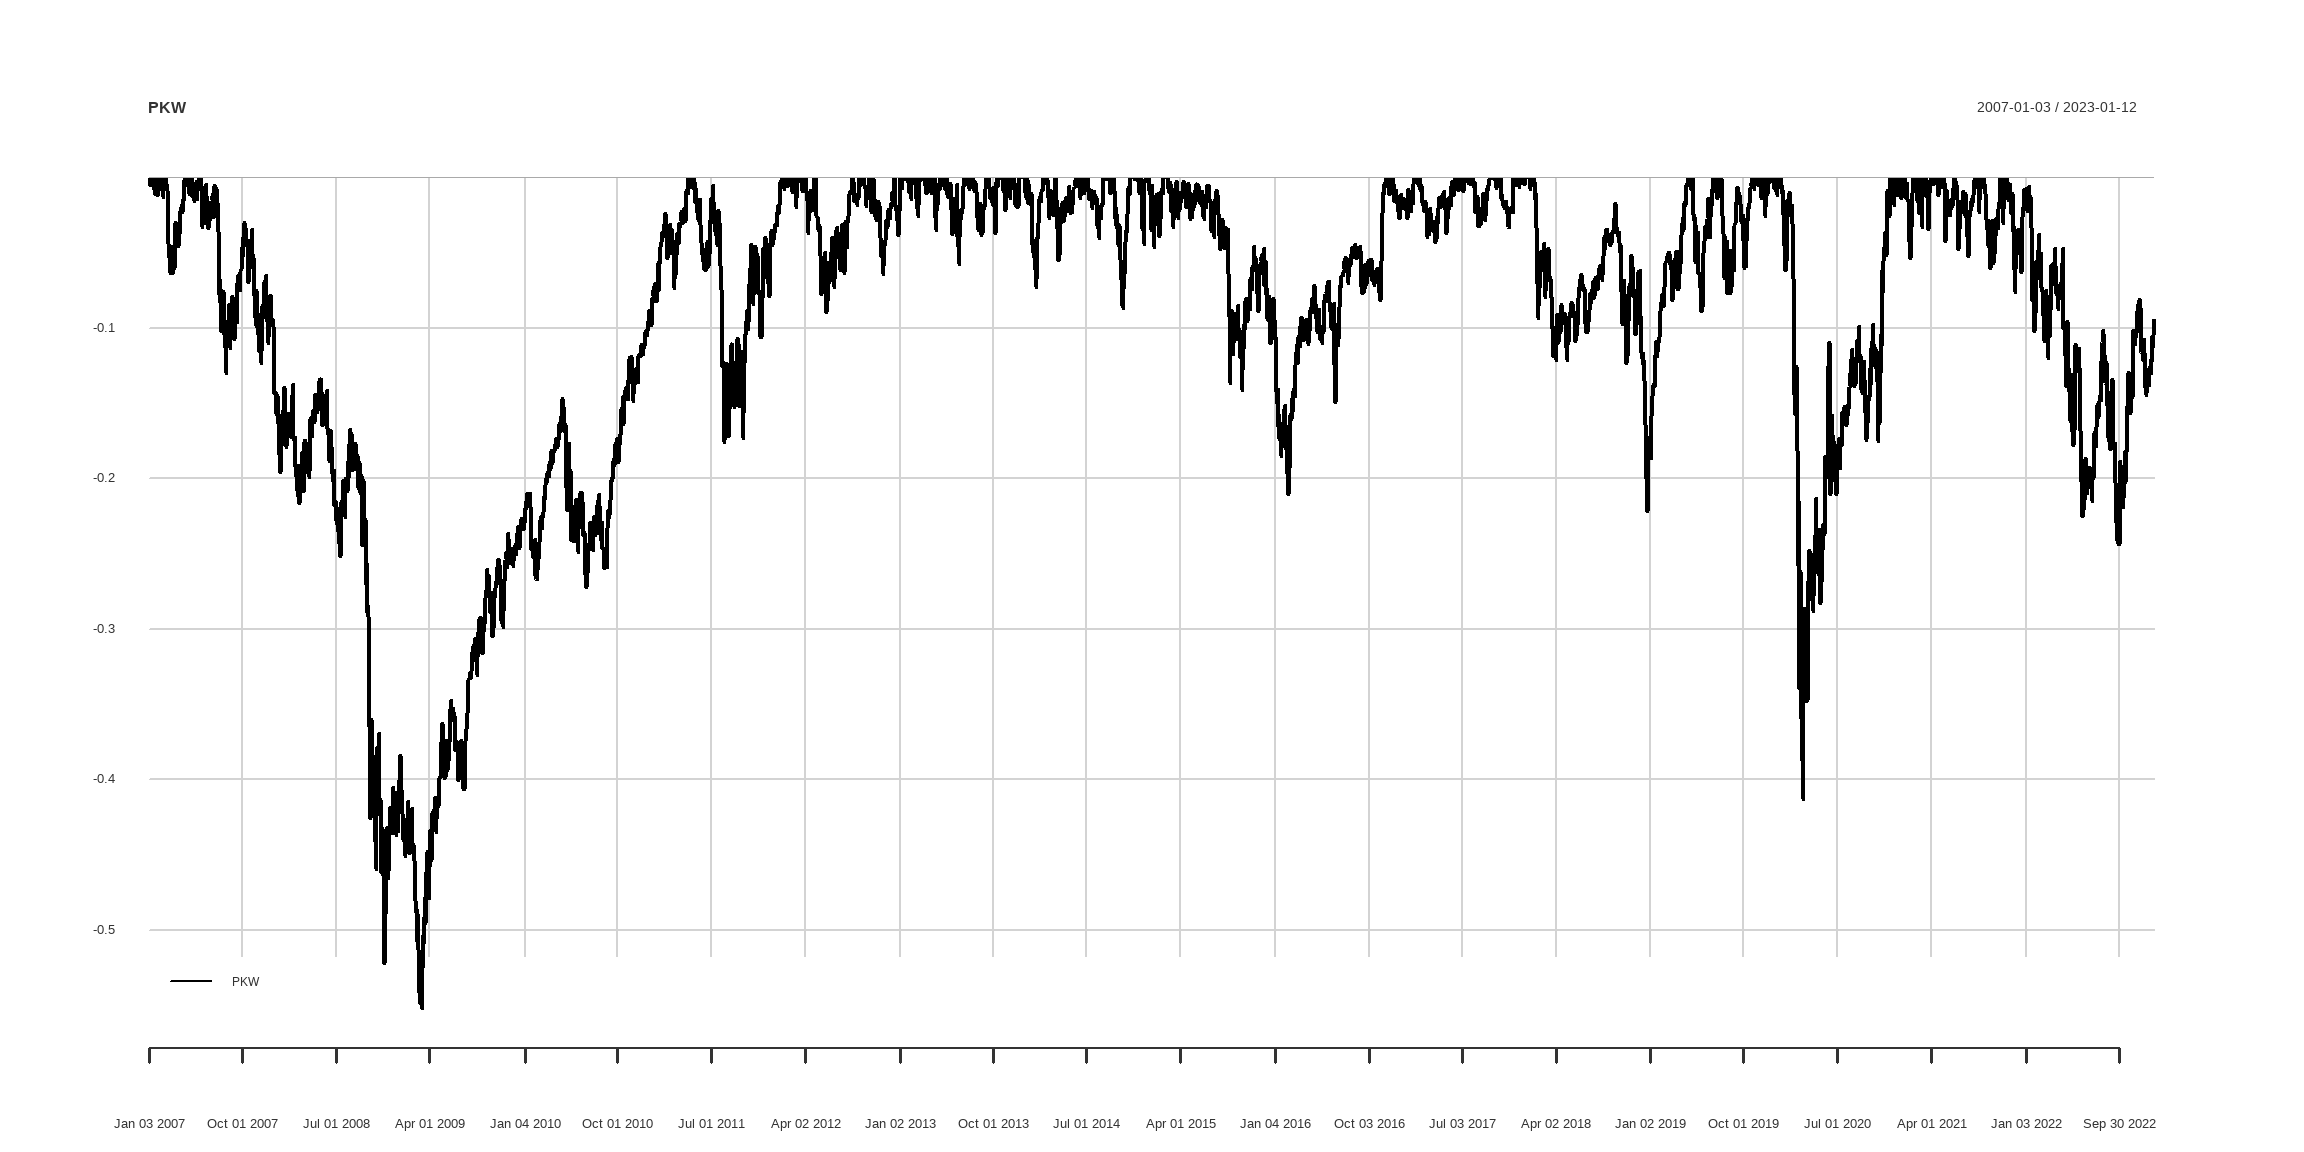 PKW
2007-01-03 / 2023-01-12
-0.1
-0.2
-0.3
-0.4
-0.5
PKW
Jan 03 2007 Oct 01 2007 Jul 01 2008 Apr 01 2009 Jan 04 2010 Oct 01 2010 Jul 01 2011 Apr 02 2012 Jan 02 2013 Oct 01 2013 Jul 01 2014 Apr 01 2015 Jan 04 2016 Oct 03 2016 Jul 03 2017 Apr 02 2018 Jan 02 2019 Oct 01 2019 Jul 01 2020 Apr 01 2021 Jan 03 2022 Sep 30 2022